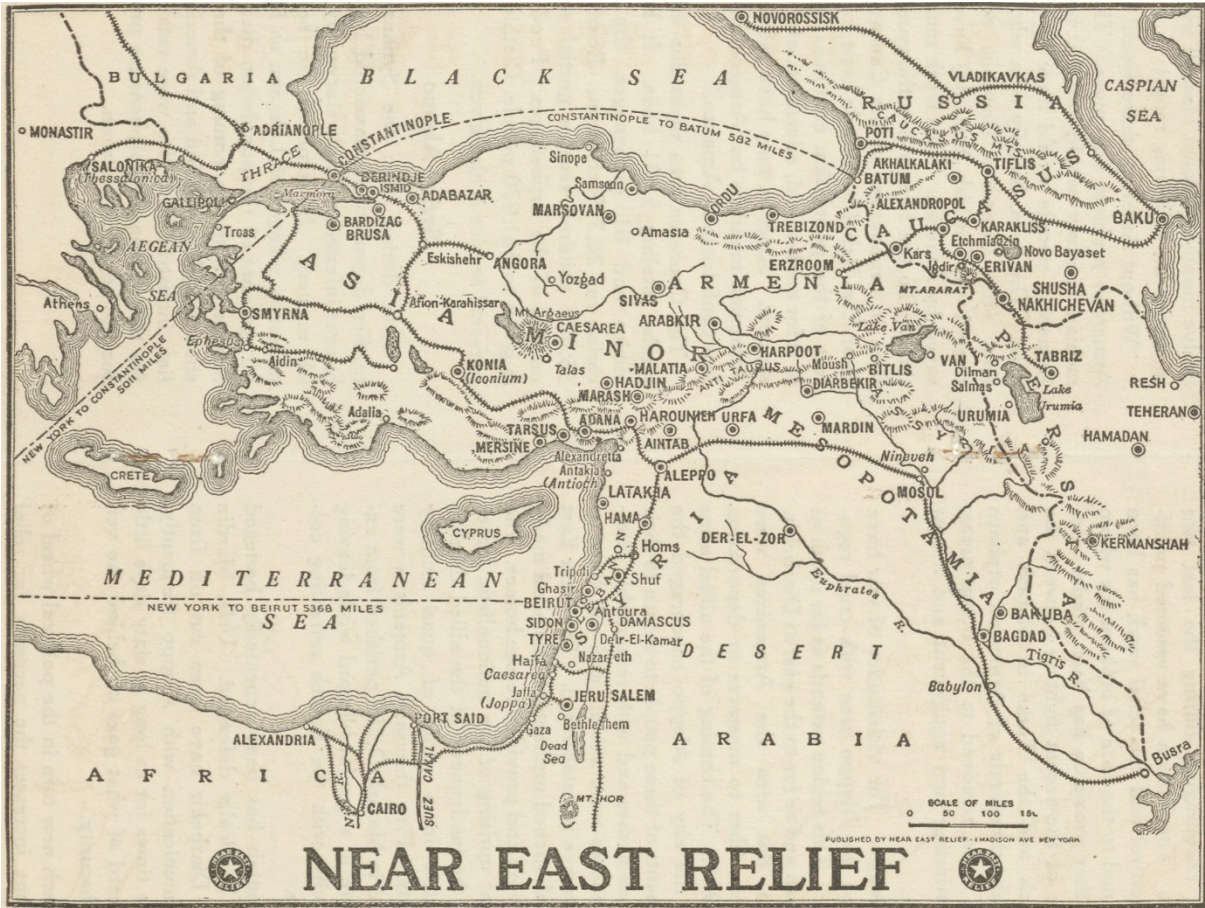 NOVOROSSISK
BULGARIA
BLACK SEA
VLADIKAVKAS
CASPIAN
SEA
RUSSIA
MONASTIR
ADRIANOPLE
CONSTANTINOPLE
CONSTANTINOPLE TO BATUM 582 MILES
CAUCASUS MTS.
POTI
SALONIKA
(Thessalonica)
THRACE
DERINDJE
ISMID
ADABAZAR
Sinope
AKHALKALAKI
TIFLIS
BATUM
GALLIPOLI
Marmora
Samsoun
MARSOVAN
ORDU
ALEXANDROPOL
CAUCASUS
BARDIZAG
BRUSA
TREBIZOND
KARAKLISS
BAKU
Troas
Amasia
AEGEAN
SEA
Eskishehr
ANGORA
Kars
Etchmiadzin
Novo Bayaset
ERZROOM
Igdir
ERIVAN
ASIA
MINOR
Yozgad
SIVAS
ARMENIA
MT. ARARAT
SHUSHA
NAKHICHEVAN
Athens
SMYRNA
Afion-Karahissar
Mt Argaeus
CAESAREA
ARABKIR
Lake Van
Ephesus
Aidin
Talas
HARPOOT
Moush
VAN
TABRIZ
KONIA
(Iconium)
MALATIA
ANTI TAURUS
BITLIS
Dilman
Salmas
Lake
Urumia
RESH
HADJIN
DIARBEKIR
MARASH
URUMIA
TEHERAN
NEW YORK TO CONSTANTINOPLE
5011 MILES
Adalia
TARSUS
ADANA
HAROUNIEH
URFA
MARDIN
HAMADAN
MERSINE
AINTAB
MESOPOTAMIA
PERSIA
CRETE
Alexandretta
Antakia
(Antioch)
ALEPPO
Nineveh
MOSUL
LATAKIA
CYPRUS
HAMA
DER-EL-ZOR
KERMANSHAH
Homs
SYRIA
LEBANON
MEDITERRANEAN
SEA
Tripoli
Shuf
Euphrates R.
Ghasir
NEW YORK TO BEIRUT 5368 MILES
BEIRUT
Antoura
BAKUBA
SIDON
DAMASCUS
BAGDAD
TYRE
Deir-El-Kamar
DESERT
Tigris R.
Haifa
Nazareth
Caesarea
Babylon
Jaffa
(Joppa)
JERUSALEM
PORT SAID
Gaza
Bethlehem
ALEXANDRIA
Dead
Sea
ARABIA
Busra
AFRICA
SUEZ CANAL
CAIRO
MT. HOR
SCALE OF MILES
0 50 100
PUBLISHED BY NEAR EAST RELIEF - 1 MADISON AVE. NEW YORK
NEAR EAST
RELIEF
NEAR EAST RELIEF
NEAR EAST
RELIEF